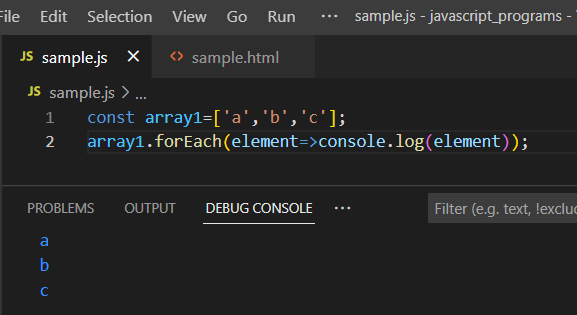 File Edit Selection View Go Run ··· sample.js - javascript_programs -
JS sample.js × <> sample.html
JS sample.js > ...
1 const array1=['a','b','c'];
2 array1.forEach(element=>console.log(element));
PROBLEMS OUTPUT DEBUG CONSOLE ··· Filter (e.g. text, !exclu
a
b
c